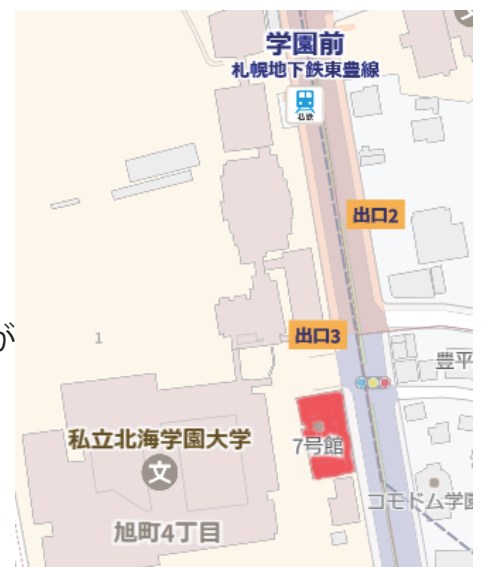 学園前
札幌地下鉄東豊線
出口2
が
1
出口3
豊平
私立北海学園大学
文
7号館
コモドム学園
旭町4丁目